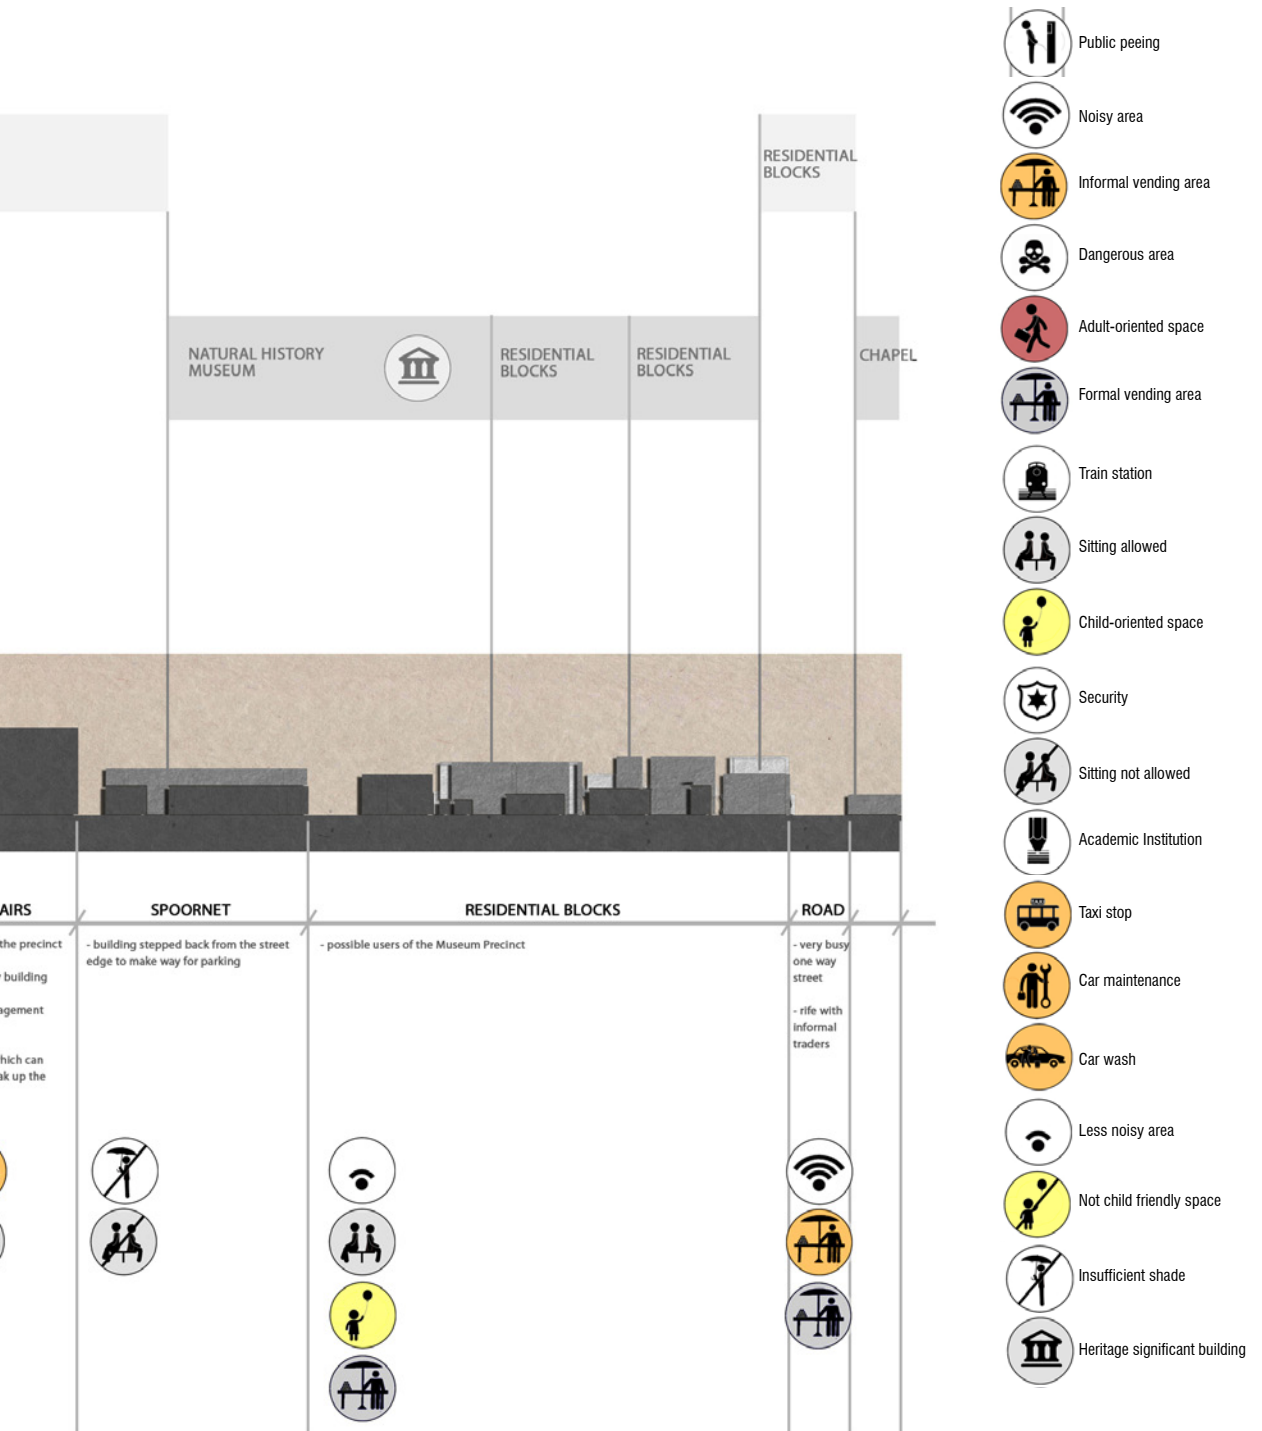 RESIDENTIAL
BLOCKS
NATURAL HISTORY
MUSEUM
RESIDENTIAL
BLOCKS
RESIDENTIAL
BLOCKS
CHAPEL
AIRS
SPOORNET
RESIDENTIAL BLOCKS
ROAD
the precinct
building
agement
hich can
ak up the
- building stepped back from the street
edge to make way for parking
- possible users of the Museum Precinct
- very busy
one way
street
- rife with
informal
traders
Public peeing
Noisy area
Informal vending area
Dangerous area
Adult-oriented space
Formal vending area
Train station
Sitting allowed
Child-oriented space
Security
Sitting not allowed
Academic Institution
Taxi stop
Car maintenance
Car wash
Less noisy area
Not child friendly space
Insufficient shade
Heritage significant building